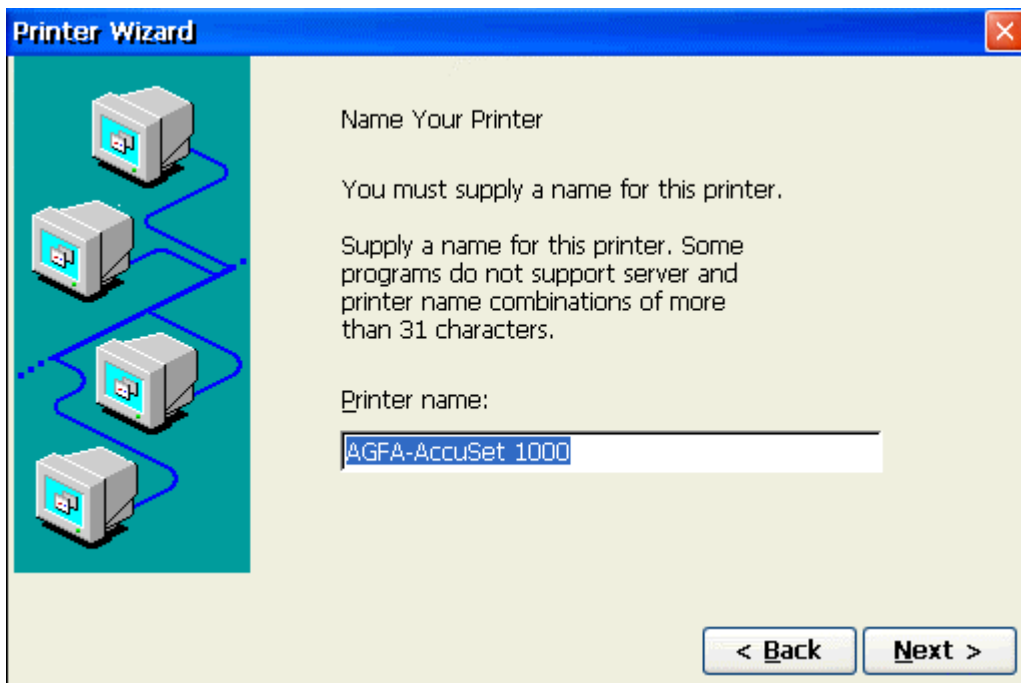 Printer Wizard
Name Your Printer
You must supply a name for this printer.
Supply a name for this printer. Some
programs do not support server and
printer name combinations of more
than 31 characters.
Printer name:
AGFA-AccuSet 1000
< Back
Next >